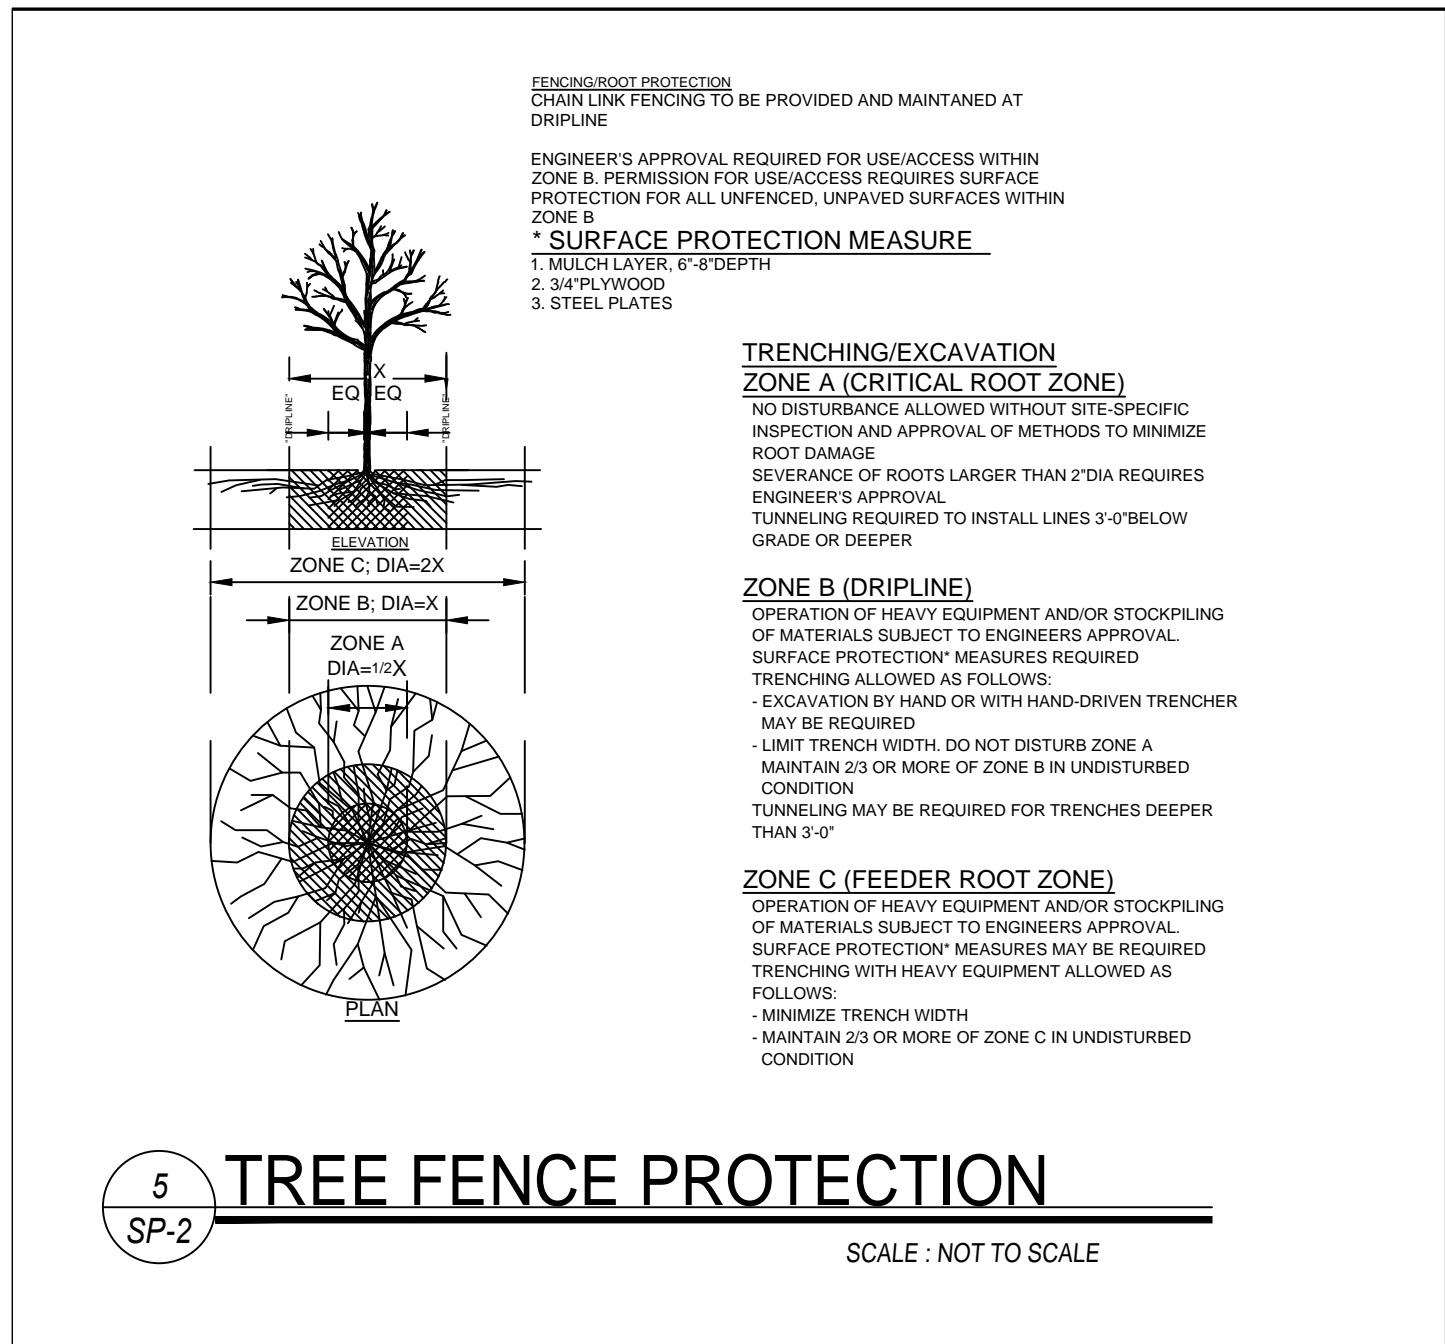 FENCING/ROOT PROTECTION
CHAIN LINK FENCING TO BE PROVIDED AND MAINTANED AT
DRIPLINE
ENGINEER'S APPROVAL REQUIRED FOR USE/ACCESS WITHIN
ZONE B. PERMISSION FOR USE/ACCESS REQUIRES SURFACE
PROTECTION FOR ALL UNFENCED, UNPAVED SURFACES WITHIN
ZONE B
* SURFACE PROTECTION MEASURE
1. MULCH LAYER, 6"-8"DEPTH
2. 3/4"PLYWOOD
3. STEEL PLATES
X
EQ EQ
"DRIPLINE"
"DRIPLINE"
ELEVATION
ZONE C; DIA=2X
ZONE B; DIA=X
ZONE A
DIA=1/2X
PLAN
TRENCHING/EXCAVATION
ZONE A (CRITICAL ROOT ZONE)
NO DISTURBANCE ALLOWED WITHOUT SITE-SPECIFIC
INSPECTION AND APPROVAL OF METHODS TO MINIMIZE
ROOT DAMAGE
SEVERANCE OF ROOTS LARGER THAN 2"DIA REQUIRES
ENGINEER'S APPROVAL
TUNNELING REQUIRED TO INSTALL LINES 3'-0"BELOW
GRADE OR DEEPER
ZONE B (DRIPLINE)
OPERATION OF HEAVY EQUIPMENT AND/OR STOCKPILING
OF MATERIALS SUBJECT TO ENGINEERS APPROVAL.
SURFACE PROTECTION* MEASURES REQUIRED
TRENCHING ALLOWED AS FOLLOWS:
- EXCAVATION BY HAND OR WITH HAND-DRIVEN TRENCHER
MAY BE REQUIRED
- LIMIT TRENCH WIDTH. DO NOT DISTURB ZONE A
MAINTAIN 2/3 OR MORE OF ZONE B IN UNDISTURBED
CONDITION
TUNNELING MAY BE REQUIRED FOR TRENCHES DEEPER
THAN 3'-0"
ZONE C (FEEDER ROOT ZONE)
OPERATION OF HEAVY EQUIPMENT AND/OR STOCKPILING
OF MATERIALS SUBJECT TO ENGINEERS APPROVAL.
SURFACE PROTECTION* MEASURES MAY BE REQUIRED
TRENCHING WITH HEAVY EQUIPMENT ALLOWED AS
FOLLOWS:
- MINIMIZE TRENCH WIDTH
- MAINTAIN 2/3 OR MORE OF ZONE C IN UNDISTURBED
CONDITION
5
SP-2
TREE FENCE PROTECTION
SCALE : NOT TO SCALE